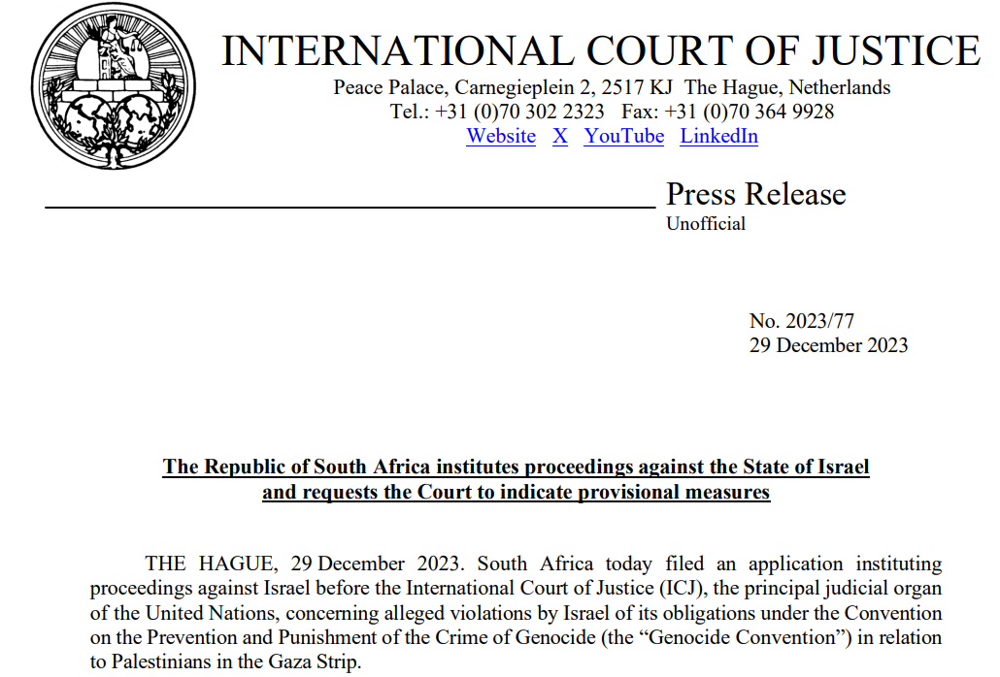 INTERNATIONAL COURT OF JUSTICE
Peace Palace, Carnegieplein 2, 2517 KJ The Hague, Netherlands
Tel.: +31 (0)70 302 2323 Fax: +31 (0)70 364 9928
Website X YouTube LinkedIn
Press Release
Unofficial
No. 2023/77
29 December 2023
The Republic of South Africa institutes proceedings against the State of Israel
and requests the Court to indicate provisional measures
THE HAGUE, 29 December 2023. South Africa today filed an application instituting
proceedings against Israel before the International Court of Justice (ICJ), the principal judicial organ
of the United Nations, concerning alleged violations by Israel of its obligations under the Convention
on the Prevention and Punishment of the Crime of Genocide (the “Genocide Convention”) in relation
to Palestinians in the Gaza Strip.